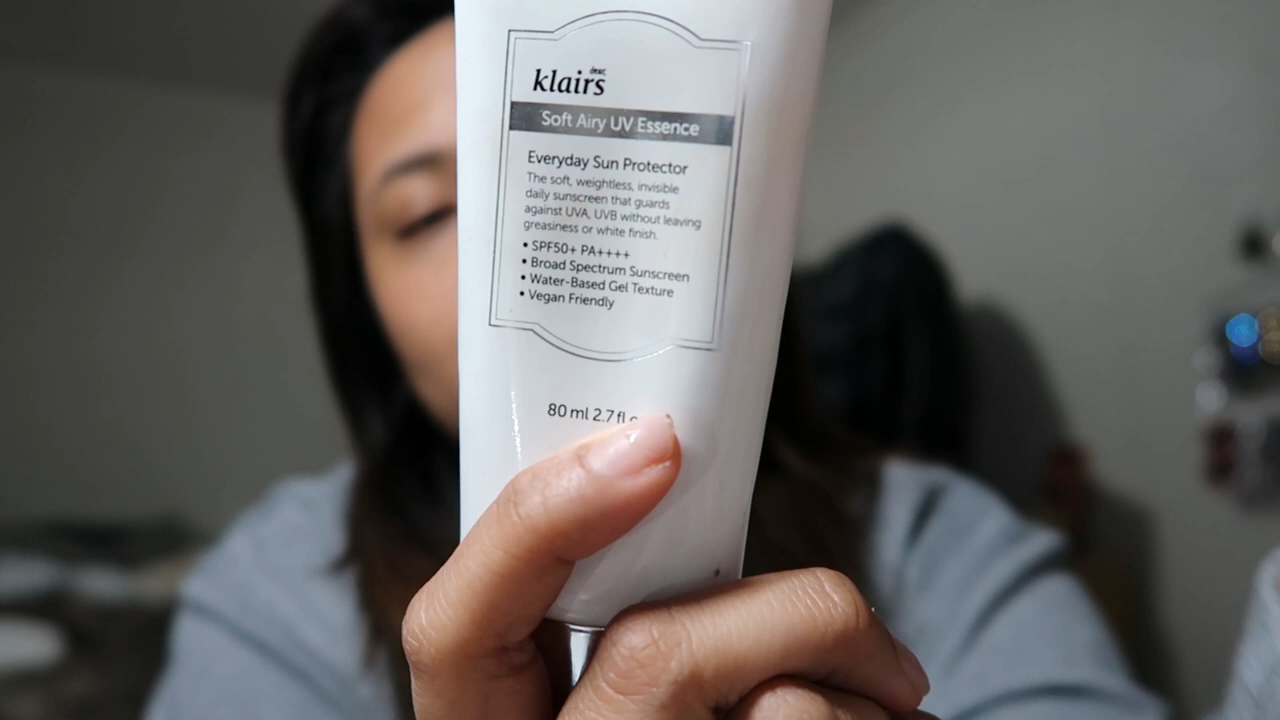 dear,
klairs
Soft Airy UV Essence
Everyday Sun Protector
The soft, weightless, invisible
daily sunscreen that guards
against UVA, UVB without leaving
greasiness or white finish.
• SPF50+ PA++++
• Broad Spectrum Sunscreen
• Water-Based Gel Texture
• Vegan Friendly
80 ml 2.7 fl